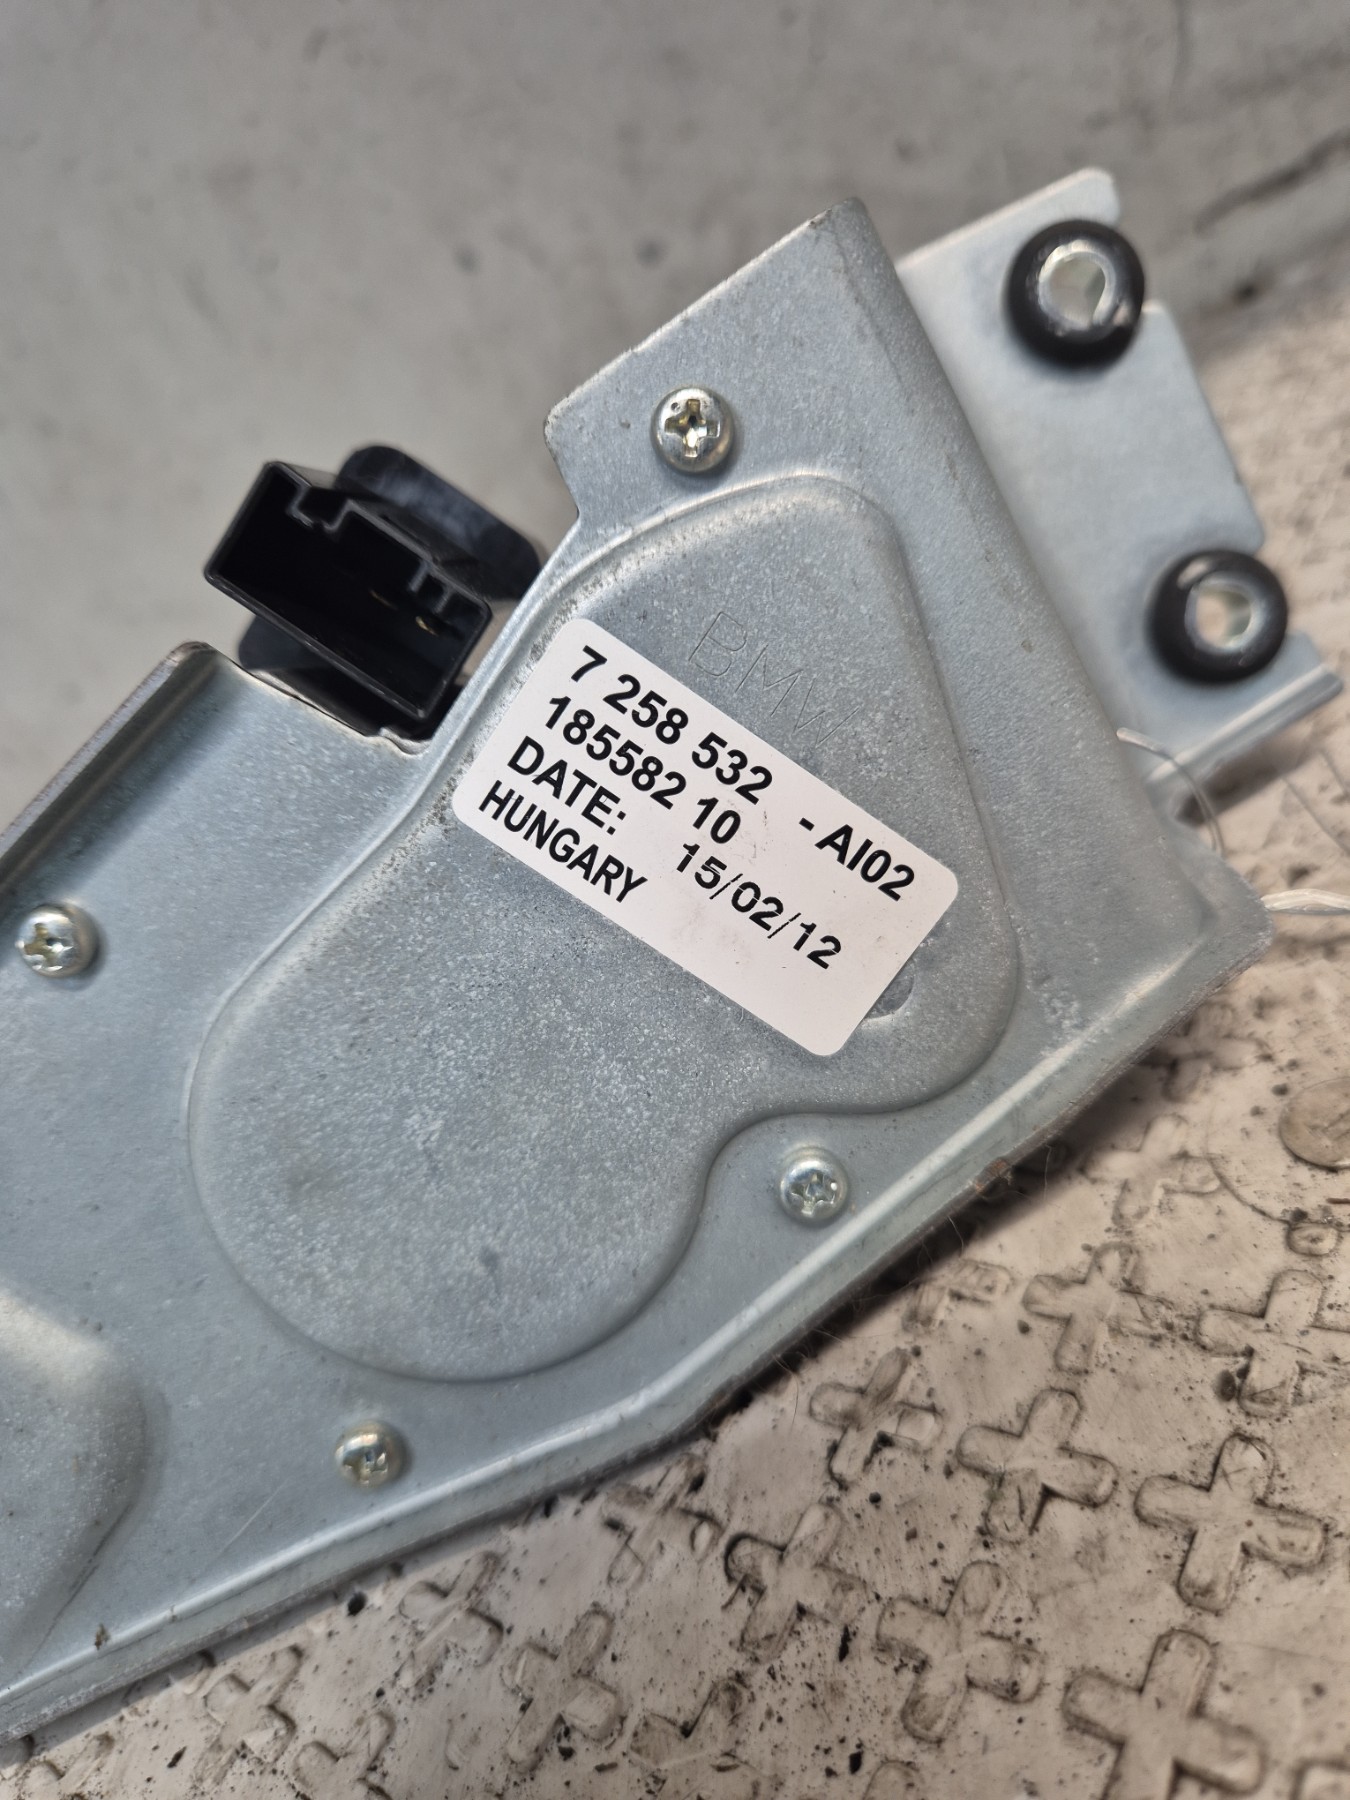 BMW
7 258 532 - AI02
185582 10
DATE: 15/02/12
HUNGARY